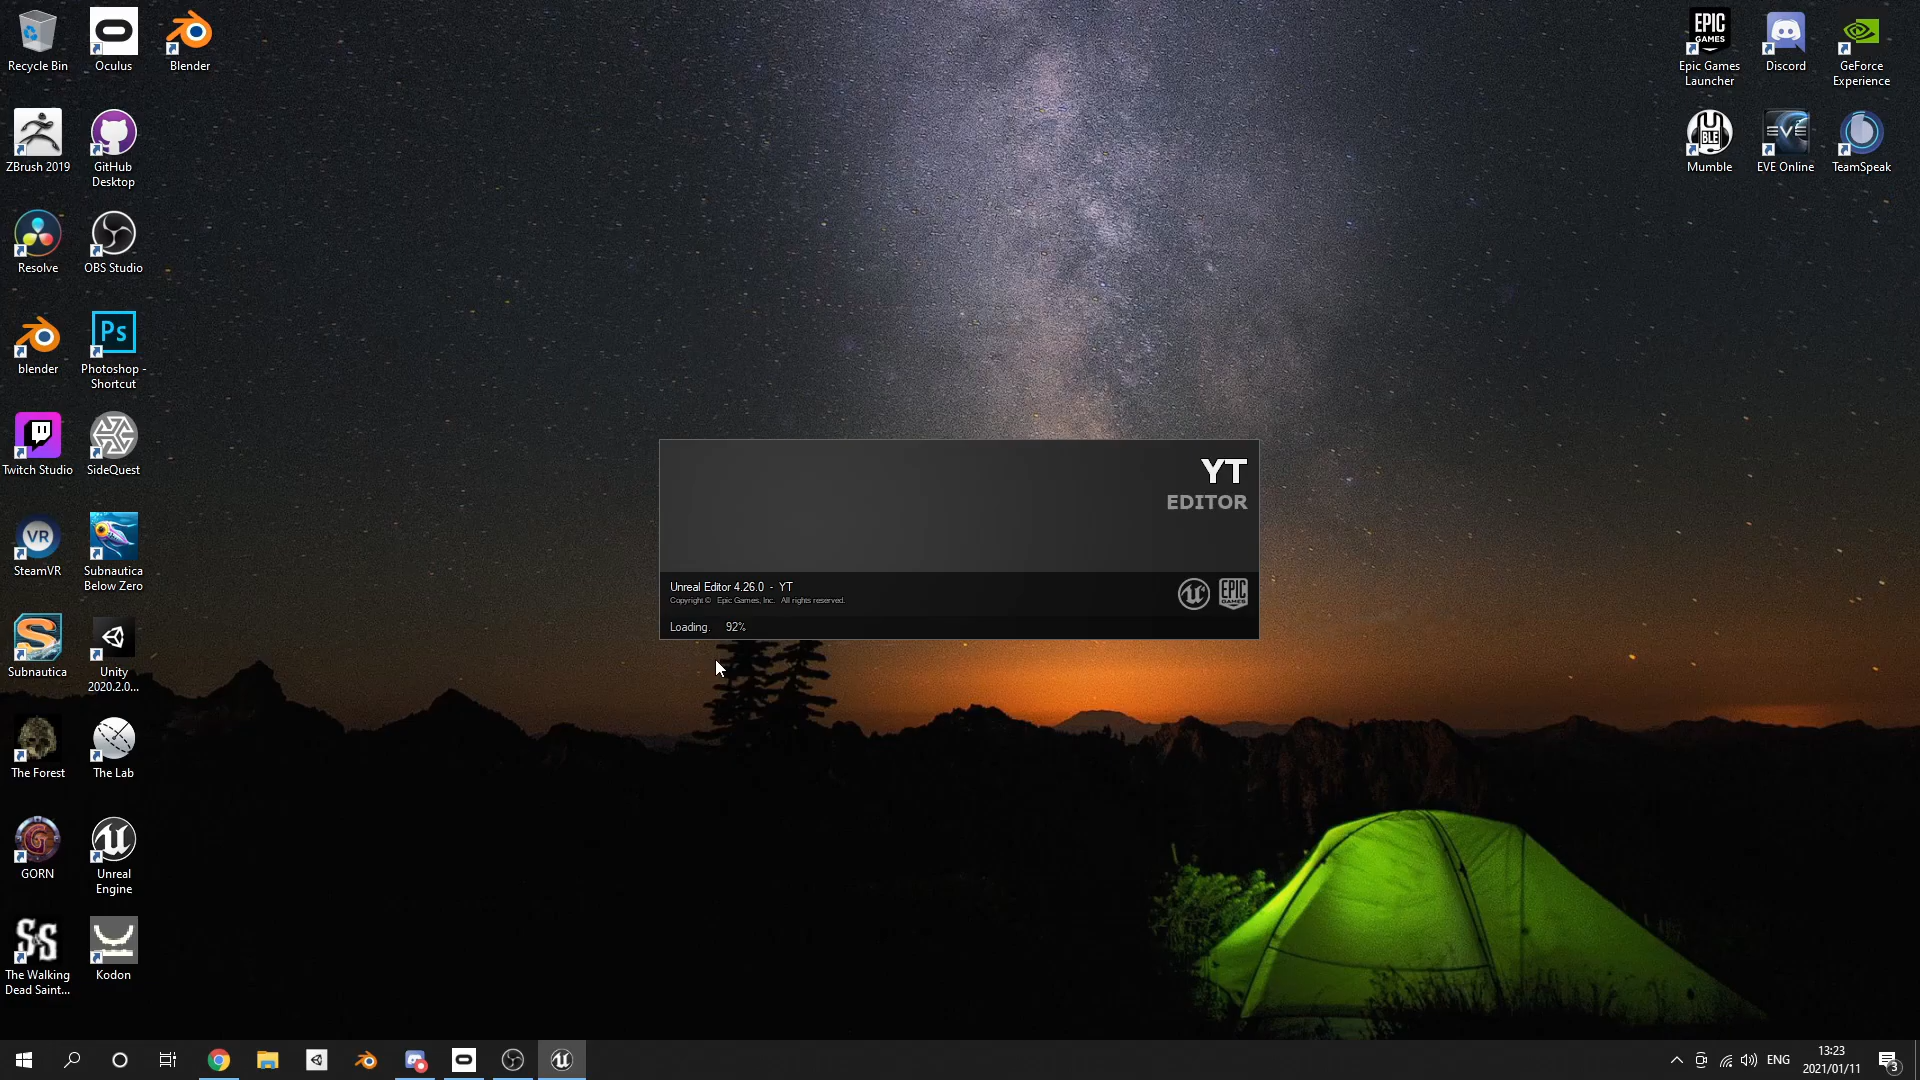 Recycle Bin
Oculus
Blender
ZBrush 2019
GitHub
Desktop
Resolve
OBS Studio
blender
Ps
Photoshop -
Shortcut
Twitch Studio
SideQuest
VR
SteamVR
Subnautica
Below Zero
S
Subnautica
Unity
2020.2.0...
The Forest
The Lab
G
GORN
Unreal
Engine
SS
The Walking
Dead Saint...
Kodon
EPIC
GAMES
Epic Games
Launcher
Discord
GeForce
Experience
U
BLE
Mumble
EVE
EVE Online
TeamSpeak
YT
EDITOR
Unreal Editor 4.26.0 - YT
Copyright © Epic Games, Inc. All rights reserved.
EPIC
GAMES
Loading. 92%
ENG
13:23
2021/01/11
3